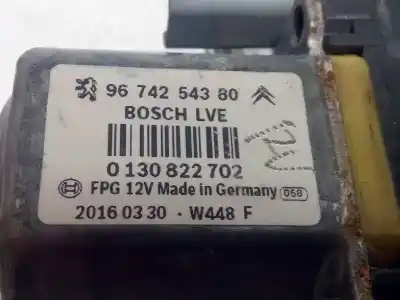 96 742 543 80
BOSCH LVE
0 130 822 702
FPG 12V Made in Germany 058
2016 03 30 - W448 F